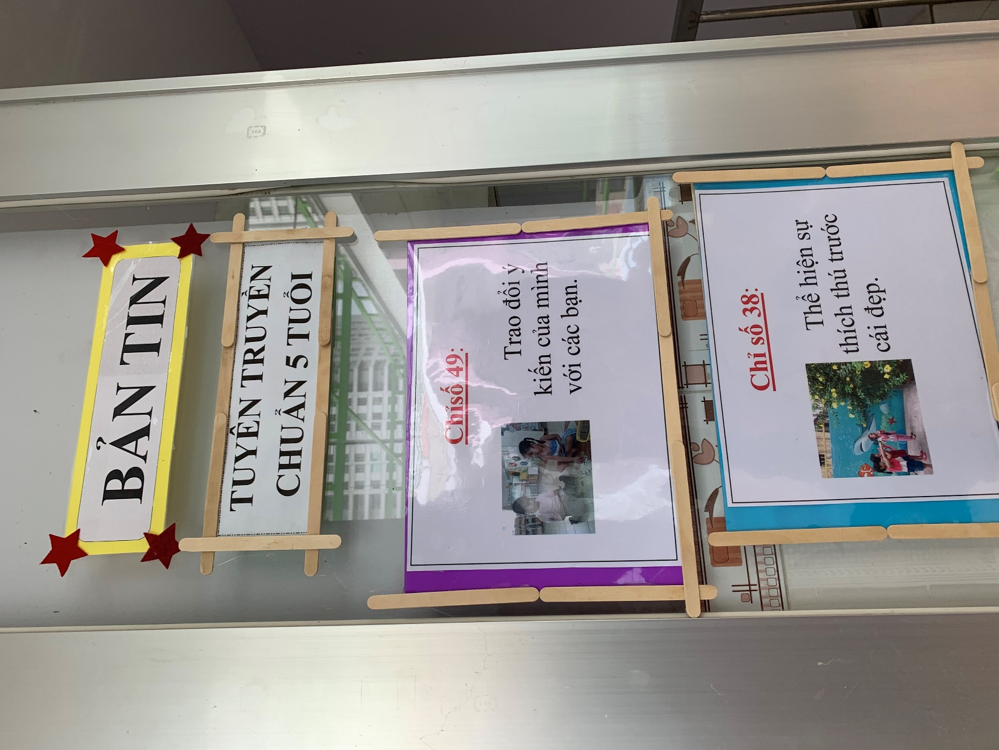 BẢN TIN
TUYÊN TRUYỀN
CHUẨN 5 TUỔI
Chỉ số 49:
Trao đổi ý
kiến của mình
với các bạn.
Chỉ số 38:
Thể hiện sự
thích thú trước
cái đẹp.